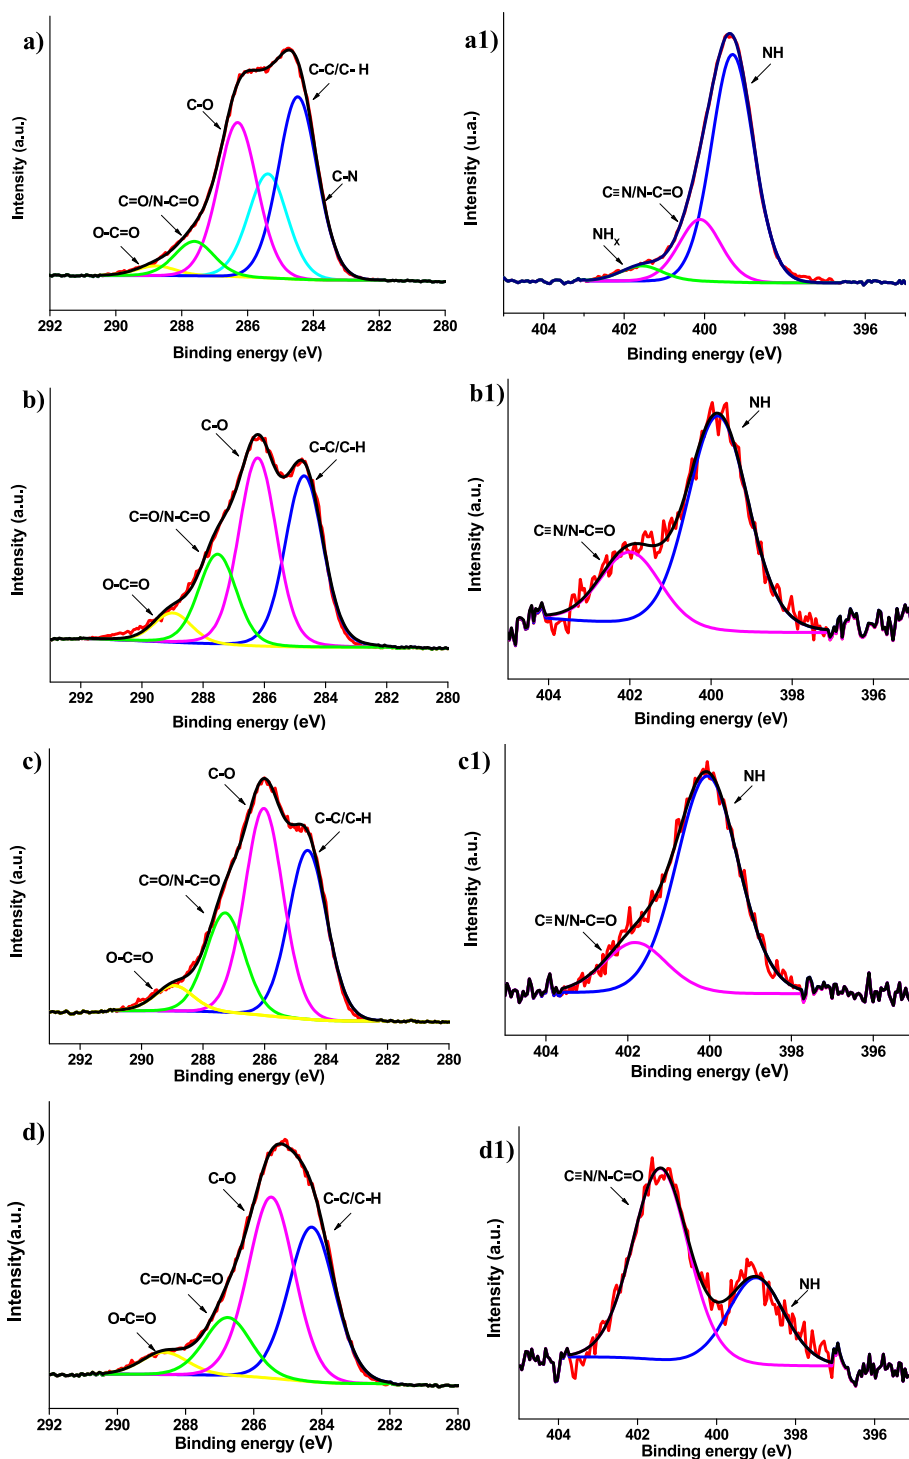 a)
C-C/C-H
C-O
C-N
C=O/N-C=O
O-C=O
Intensity (a.u.)
292 290 288 286 284 282 280
Binding energy (eV)
a1)
NH
C≡N/N-C=O
NHx
Intensity (u.a.)
404 402 400 398 396
Binding energy (eV)
b)
C-O
C-C/C-H
C=O/N-C=O
O-C=O
Intensity (a.u.)
292 290 288 286 284 282 280
Binding energy (eV)
b1)
NH
C≡N/N-C=O
Intensity (a.u.)
404 402 400 398 396
Binding energy (eV)
c)
C-O
C-C/C-H
C=O/N-C=O
O-C=O
Intensity (a.u.)
292 290 288 286 284 282 280
Binding energy (eV)
c1)
NH
C≡N/N-C=O
Intensity (a.u.)
404 402 400 398 396
Binding energy (eV)
d)
C-O
C-C/C-H
C=O/N-C=O
O-C=O
Intensity(a.u.)
292 290 288 286 284 282 280
Binding energy (eV)
d1)
C≡N/N-C=O
NH
Intensity (a.u.)
404 402 400 398 396
Binding energy (eV)